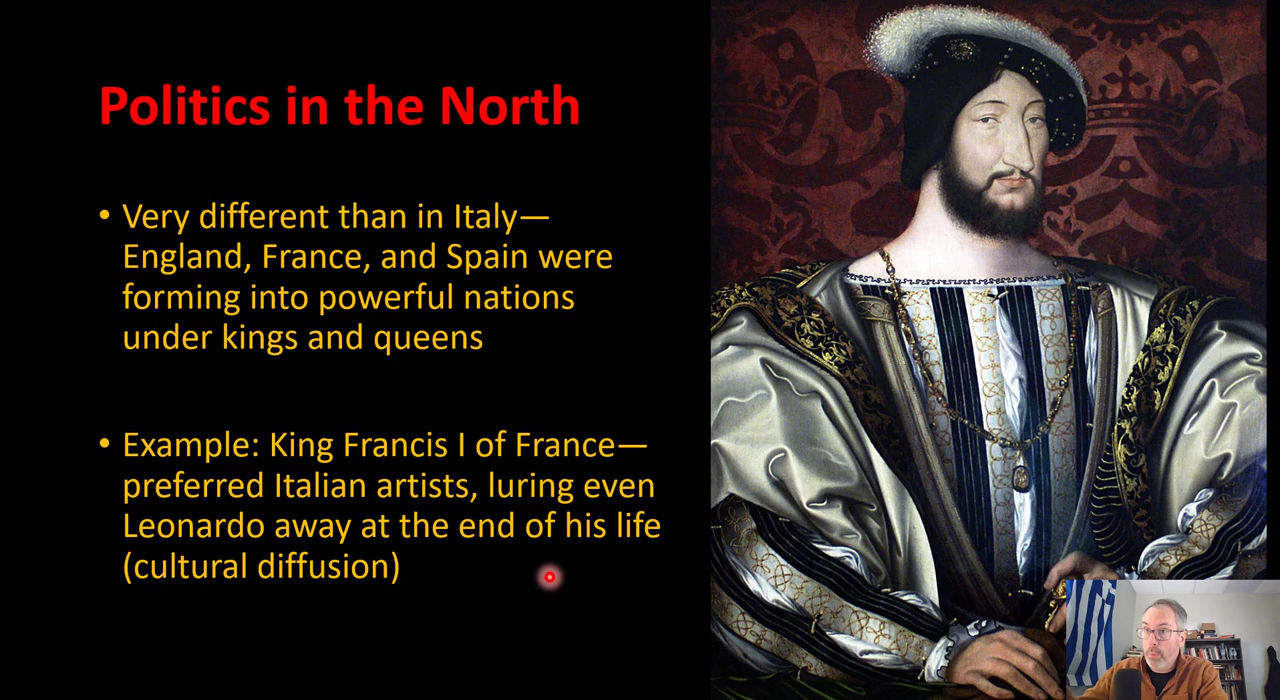 Politics in the North
• Very different than in Italy—
England, France, and Spain were
forming into powerful nations
under kings and queens
• Example: King Francis I of France—
preferred Italian artists, luring even
Leonardo away at the end of his life
(cultural diffusion)